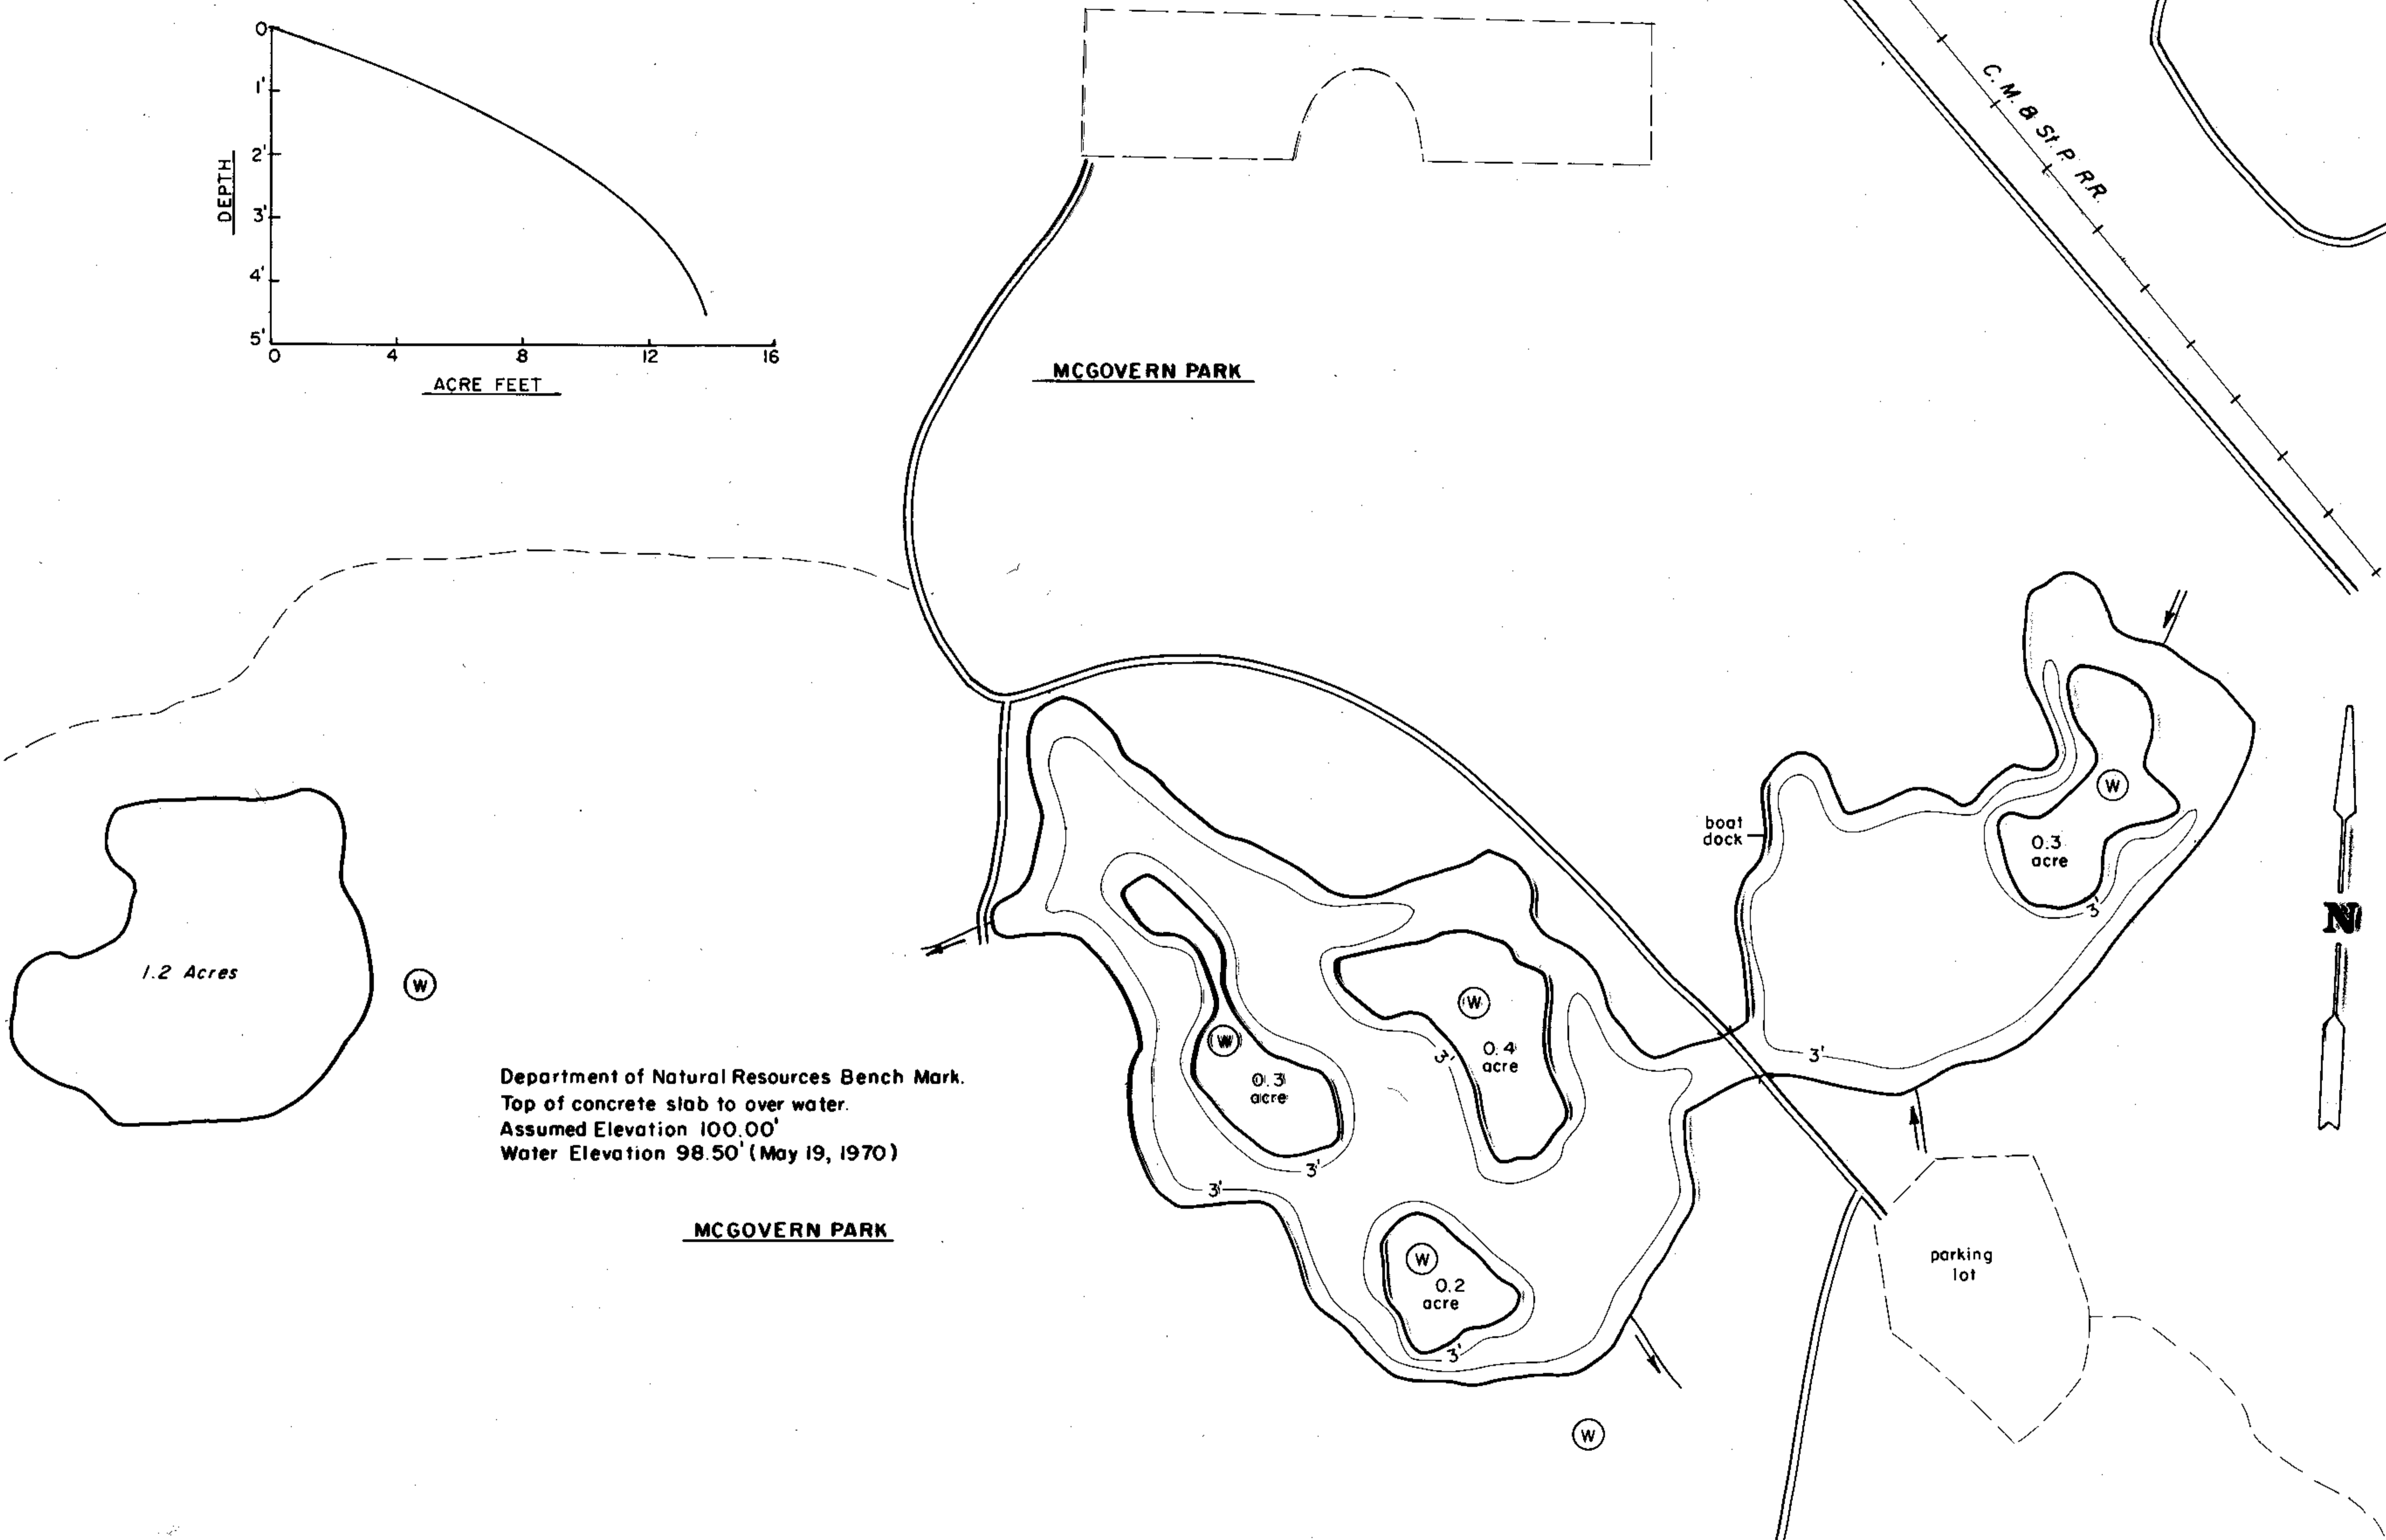 0
1'
2'
3'
4'
5'
DEPTH
0 4 8 12 16
ACRE FEET
C. M. & St. P. R.R.
MCGOVERN PARK
boat
dock
W
0.3
acre
3'
N
1.2 Acres
W
W
0.4
acre
3'
W
0.3
acre
3'
3'
3'
Department of Natural Resources Bench Mark.
Top of concrete slab to over water.
Assumed Elevation 100.00'
Water Elevation 98.50' (May 19, 1970)
MCGOVERN PARK
W
0.2
acre
3'
parking
lot
W